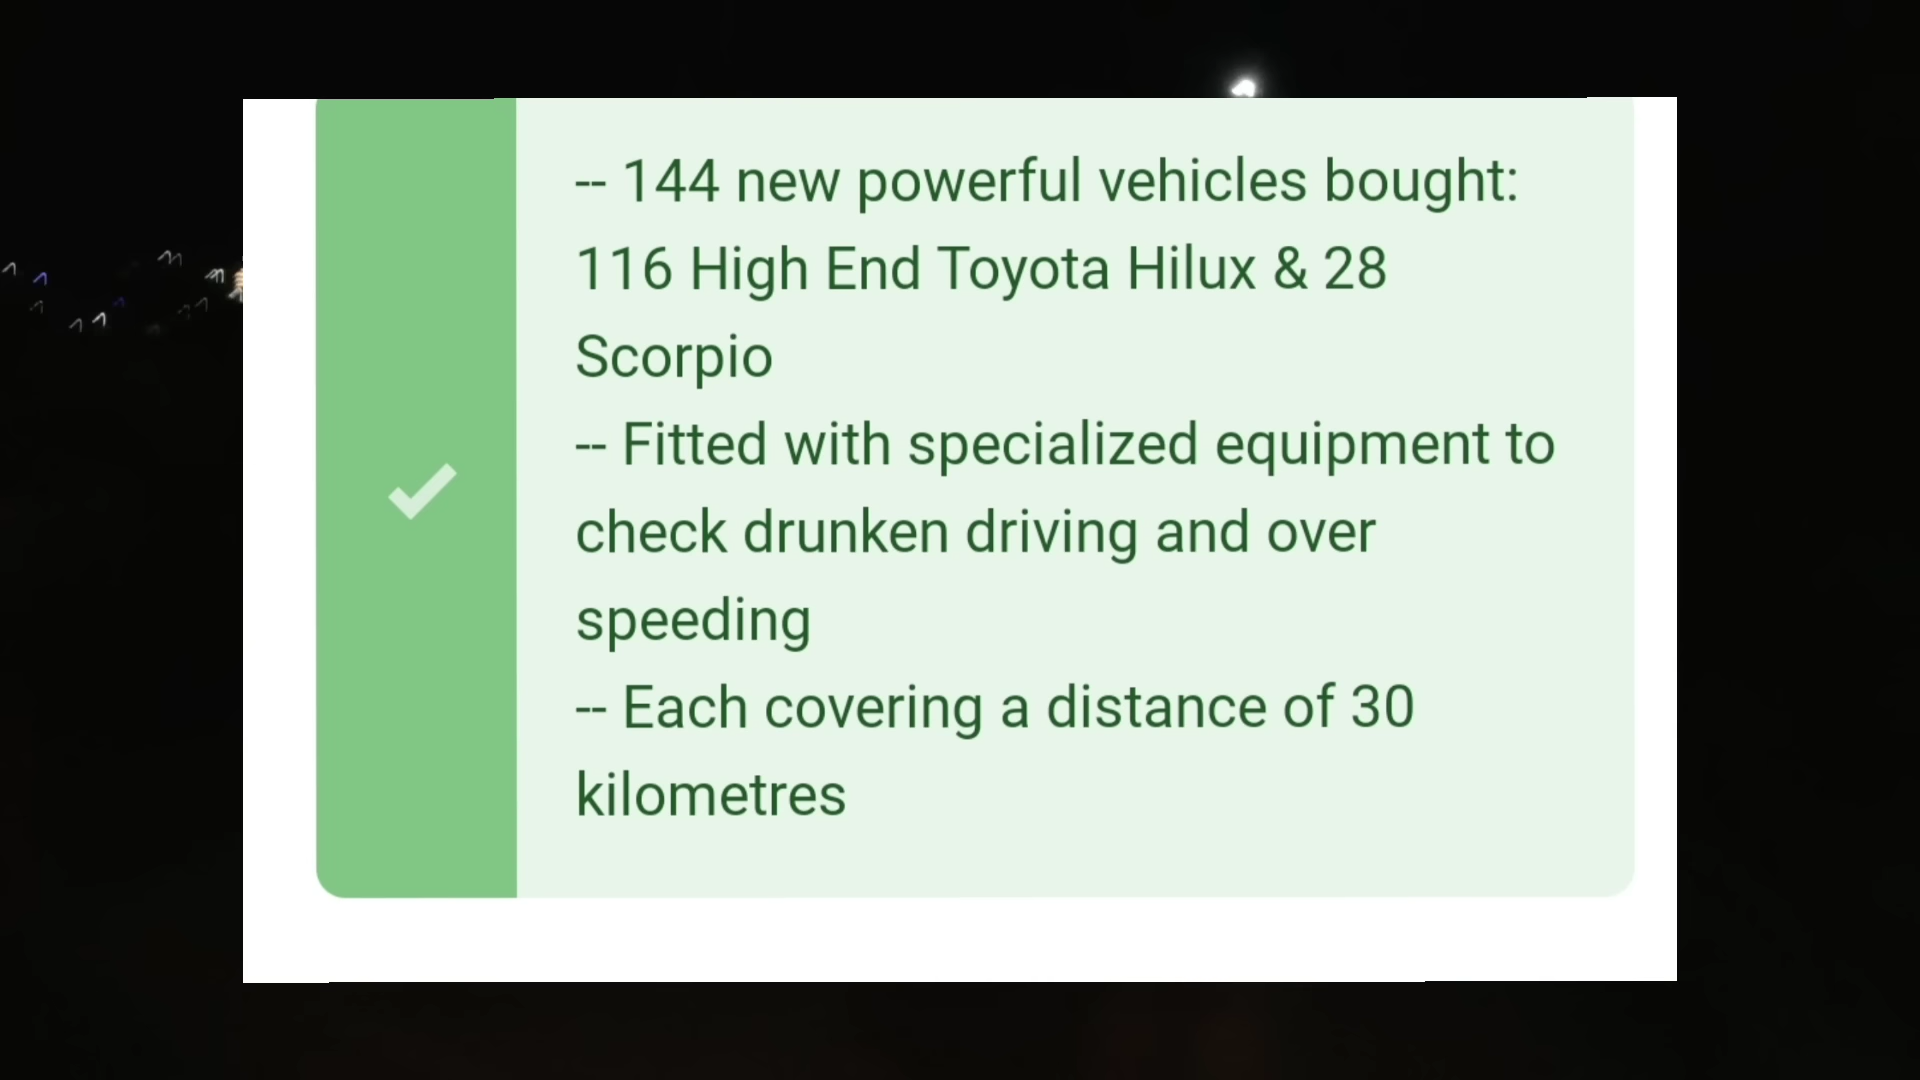 -- 144 new powerful vehicles bought:
116 High End Toyota Hilux & 28
Scorpio
-- Fitted with specialized equipment to
check drunken driving and over
speeding
-- Each covering a distance of 30
kilometres